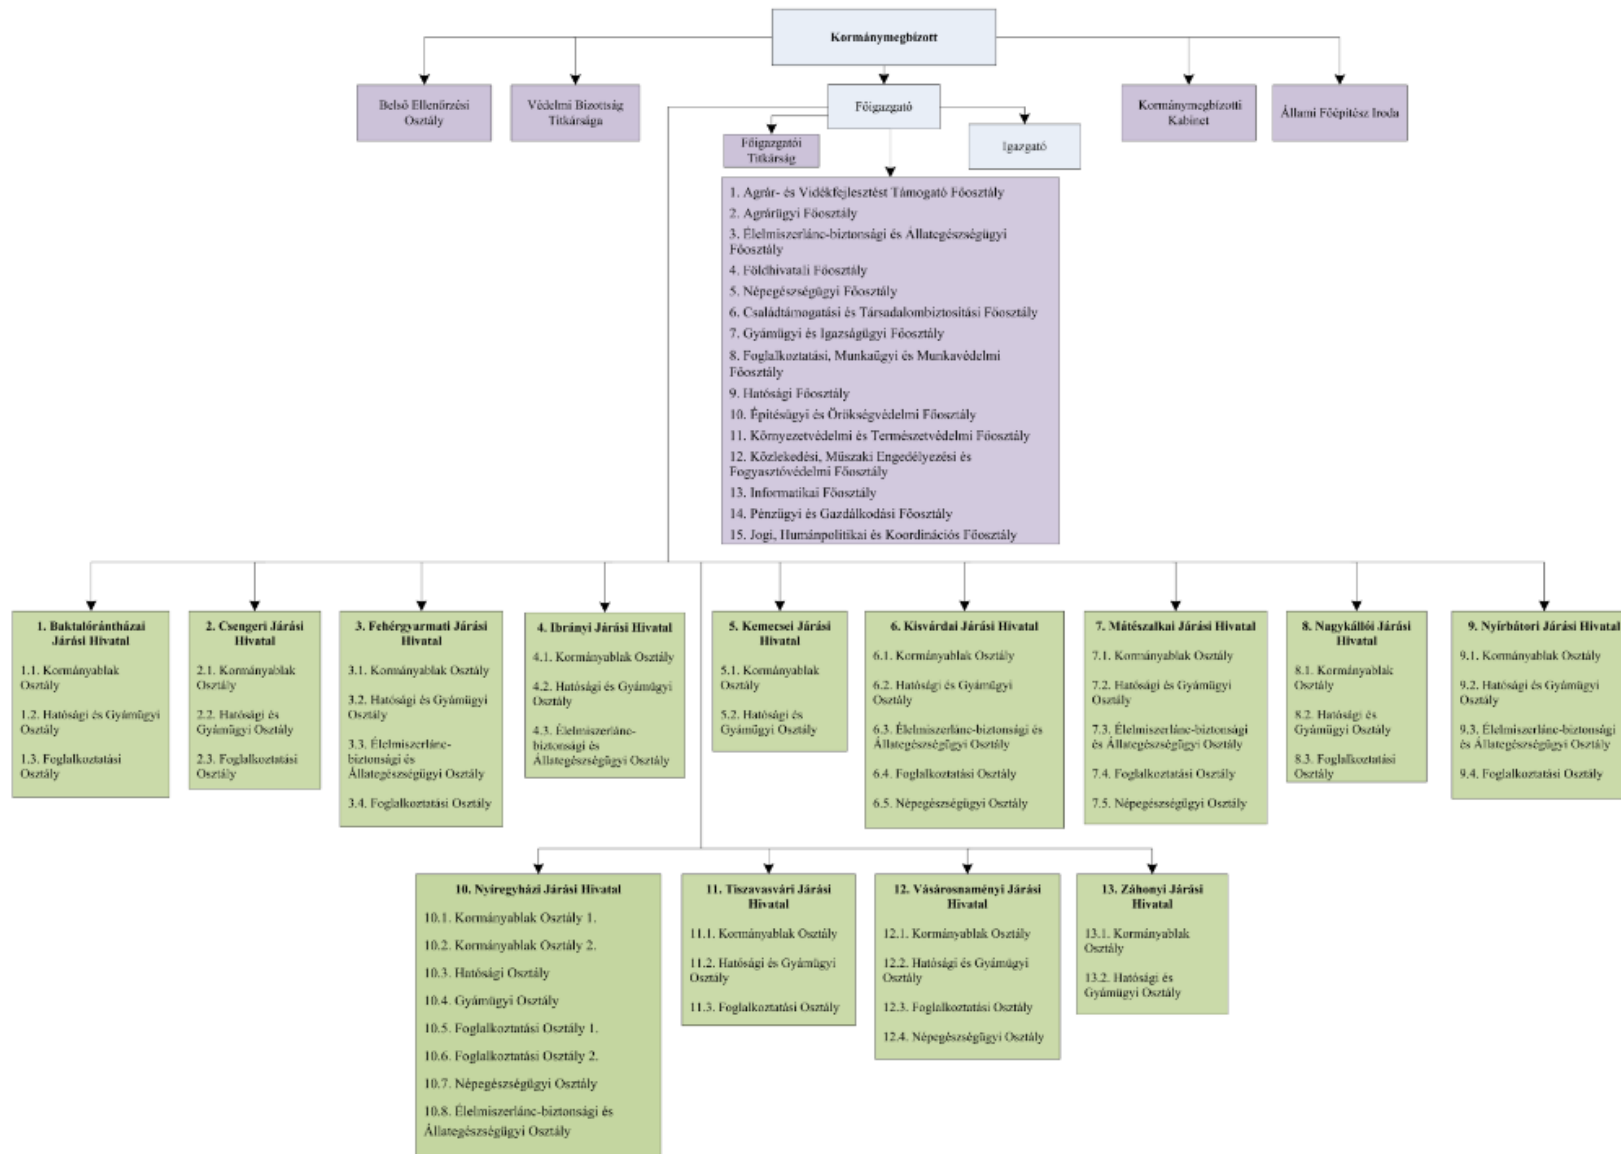 Kormánymegbízott
Belső Ellenőrzési
Osztály
Védelmi Bizottság
Titkársága
Főigazgató
Kormánymegbízotti
Kabinet
Állami Főépítész Iroda
Főigazgatói
Titkárság
Igazgató
1. Agrár- és Vidékfejlesztést Támogató Főosztály
2. Agrárügyi Főosztály
3. Élelmiszerlánc-biztonsági és Állategészségügyi
Főosztály
4. Földhivatali Főosztály
5. Népegészségügyi Főosztály
6. Családtámogatási és Társadalombiztosítási Főosztály
7. Gyámügyi és Igazságügyi Főosztály
8. Foglalkoztatási, Munkaügyi és Munkavédelmi
Főosztály
9. Hatósági Főosztály
10. Építésügyi és Örökségvédelmi Főosztály
11. Környezetvédelmi és Természetvédelmi Főosztály
12. Közlekedési, Műszaki Engedélyezési és
Fogyasztóvédelmi Főosztály
13. Informatikai Főosztály
14. Pénzügyi és Gazdálkodási Főosztály
15. Jogi, Humánpolitikai és Koordinációs Főosztály
1. Baktalórántházai
Járási Hivatal
1.1. Kormányablak
Osztály
1.2. Hatósági és Gyámügyi
Osztály
1.3. Foglalkoztatási
Osztály
2. Csengeri Járási
Hivatal
2.1. Kormányablak
Osztály
2.2. Hatósági és
Gyámügyi Osztály
2.3. Foglalkoztatási
Osztály
3. Fehérgyarmati Járási
Hivatal
3.1. Kormányablak Osztály
3.2. Hatósági és Gyámügyi
Osztály
3.3. Élelmiszerlánc-
biztonsági és
Állategészségügyi Osztály
3.4. Foglalkoztatási Osztály
4. Ibrányi Járási Hivatal
4.1. Kormányablak Osztály
4.2. Hatósági és Gyámügyi
Osztály
4.3. Élelmiszerlánc-
biztonsági és
Állategészségügyi Osztály
5. Kemecsei Járási
Hivatal
5.1. Kormányablak
Osztály
5.2. Hatósági és
Gyámügyi Osztály
6. Kisvárdai Járási Hivatal
6.1. Kormányablak Osztály
6.2. Hatósági és Gyámügyi
Osztály
6.3. Élelmiszerlánc-biztonsági és
Állategészségügyi Osztály
6.4. Foglalkoztatási Osztály
6.5. Népegészségügyi Osztály
7. Mátészalkai Járási Hivatal
7.1. Kormányablak Osztály
7.2. Hatósági és Gyámügyi
Osztály
7.3. Élelmiszerlánc-biztonsági
és Állategészségügyi Osztály
7.4. Foglalkoztatási Osztály
7.5. Népegészségügyi Osztály
8. Nagykállói Járási
Hivatal
8.1. Kormányablak
Osztály
8.2. Hatósági és
Gyámügyi Osztály
8.3. Foglalkoztatási
Osztály
9. Nyírbátori Járási Hivatal
9.1. Kormányablak Osztály
9.2. Hatósági és Gyámügyi
Osztály
9.3. Élelmiszerlánc-biztonsági
és Állategészségügyi Osztály
9.4. Foglalkoztatási Osztály
10. Nyíregyházi Járási Hivatal
10.1. Kormányablak Osztály 1.
10.2. Kormányablak Osztály 2.
10.3. Hatósági Osztály
10.4. Gyámügyi Osztály
10.5. Foglalkoztatási Osztály 1.
10.6. Foglalkoztatási Osztály 2.
10.7. Népegészségügyi Osztály
10.8. Élelmiszerlánc-biztonsági és
Állategészségügyi Osztály
11. Tiszavasvári Járási
Hivatal
11.1. Kormányablak Osztály
11.2. Hatósági és Gyámügyi
Osztály
11.3. Foglalkoztatási Osztály
12. Vásárosnaményi Járási
Hivatal
12.1. Kormányablak Osztály
12.2. Hatósági és Gyámügyi
Osztály
12.3. Foglalkoztatási Osztály
12.4. Népegészségügyi Osztály
13. Záhonyi Járási
Hivatal
13.1. Kormányablak
Osztály
13.2. Hatósági és
Gyámügyi Osztály